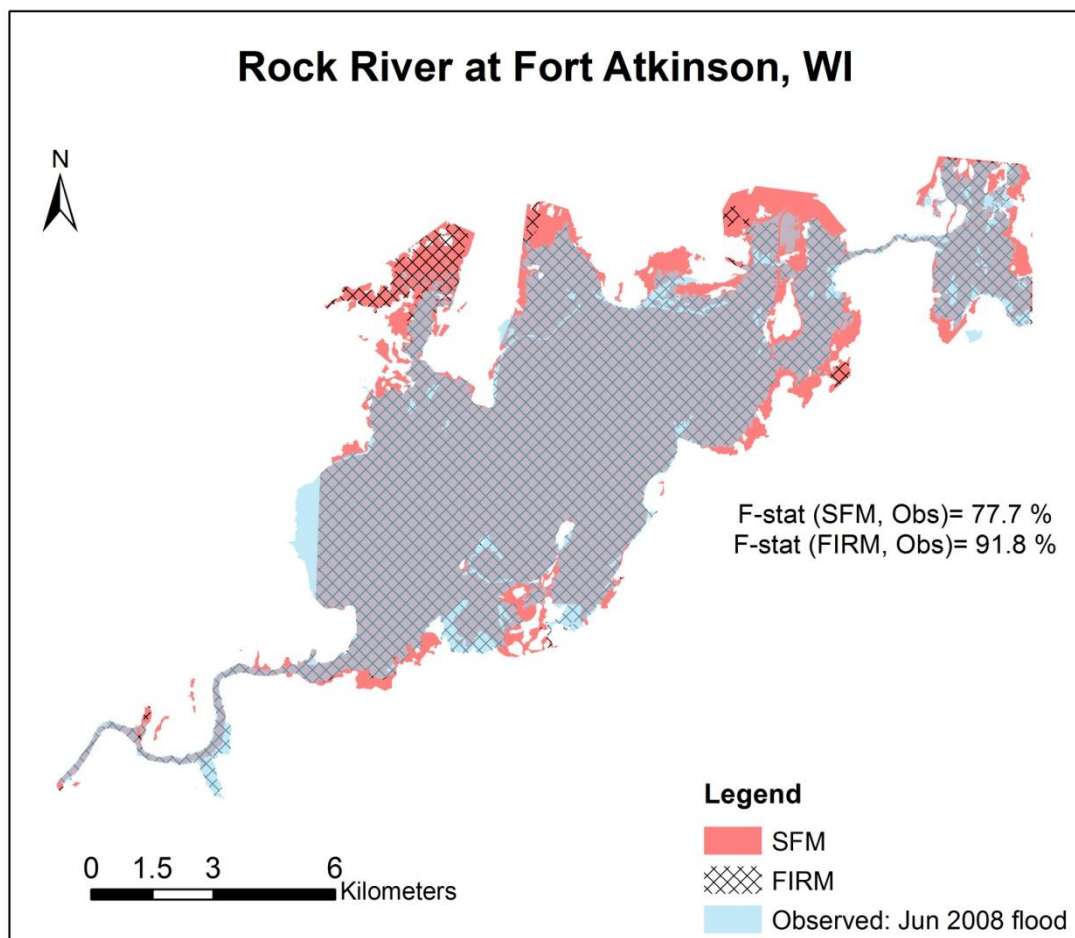 Rock River at Fort Atkinson, WI
N
F-stat (SFM, Obs)= 77.7 %
F-stat (FIRM, Obs)= 91.8 %
Legend
SFM
FIRM
Observed: Jun 2008 flood
0 1.5 3 6
Kilometers